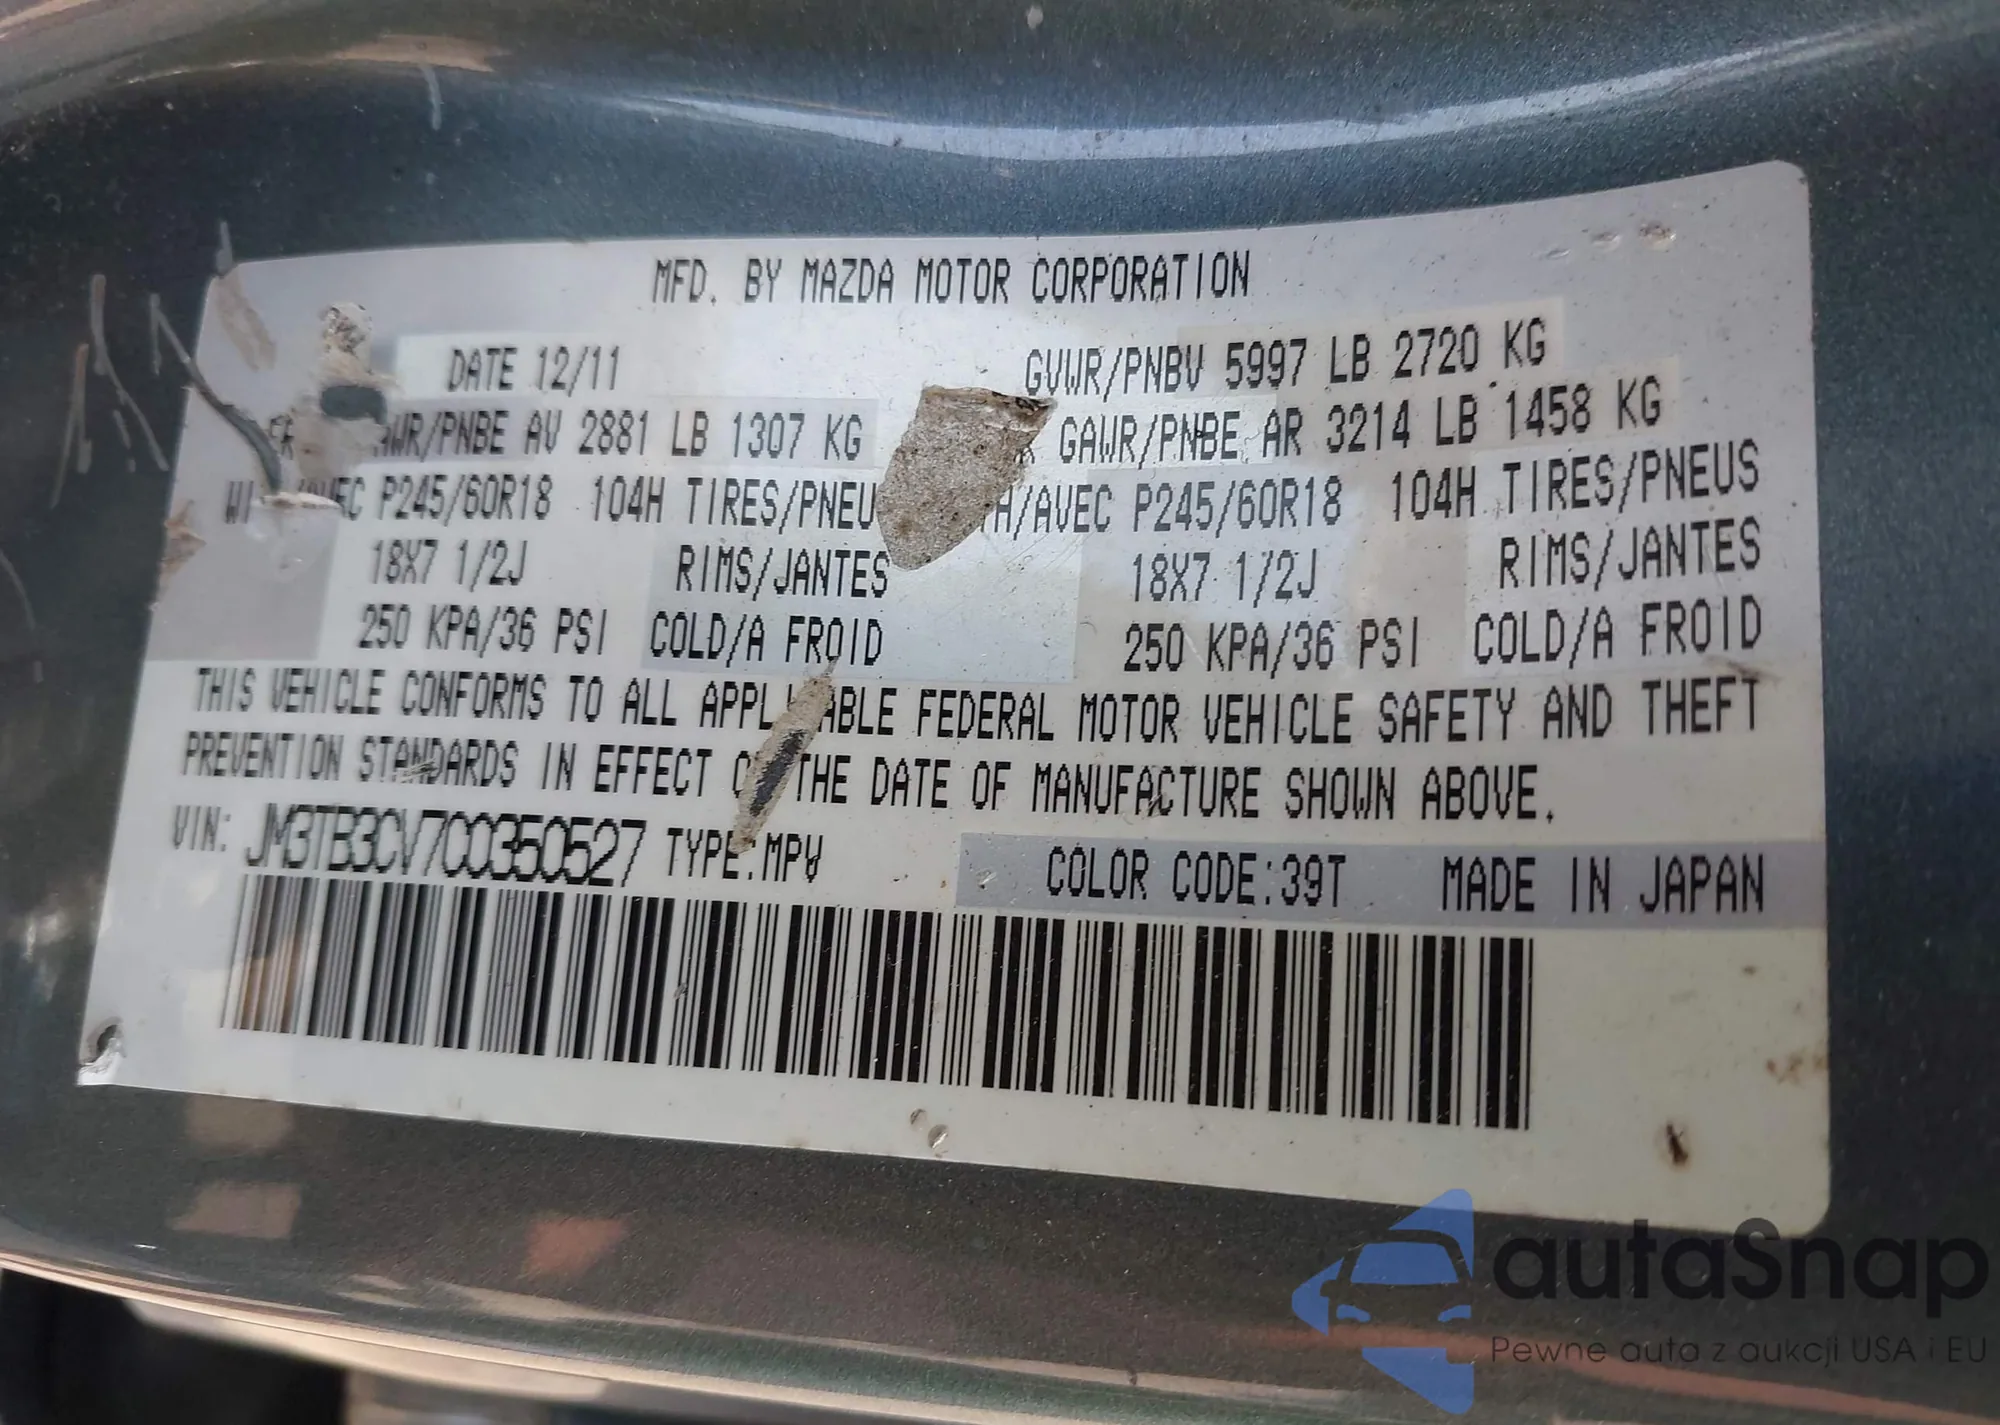 MFD. BY MAZDA MOTOR CORPORATION
DATE 12/11 GVWR/PNBV 5997 LB 2720 KG
AWR/PNBE AV 2881 LB 1307 KG GAWR/PNBE AR 3214 LB 1458 KG
P245/60R18 104H TIRES/PNEU /AVEC P245/60R18 104H TIRES/PNEUS
18X7 1/2J RIMS/JANTES 18X7 1/2J RIMS/JANTES
250 KPA/36 PSI COLD/A FROID 250 KPA/36 PSI COLD/A FROID
THIS VEHICLE CONFORMS TO ALL APPL ABLE FEDERAL MOTOR VEHICLE SAFETY AND THEFT
PREVENTION STANDARDS IN EFFECT THE DATE OF MANUFACTURE SHOWN ABOVE.
VIN: JM3TB3CV7C0350527 TYPE:MPV COLOR CODE:39T MADE IN JAPAN
autaSnap
Pewne auta z aukcji USA i EU